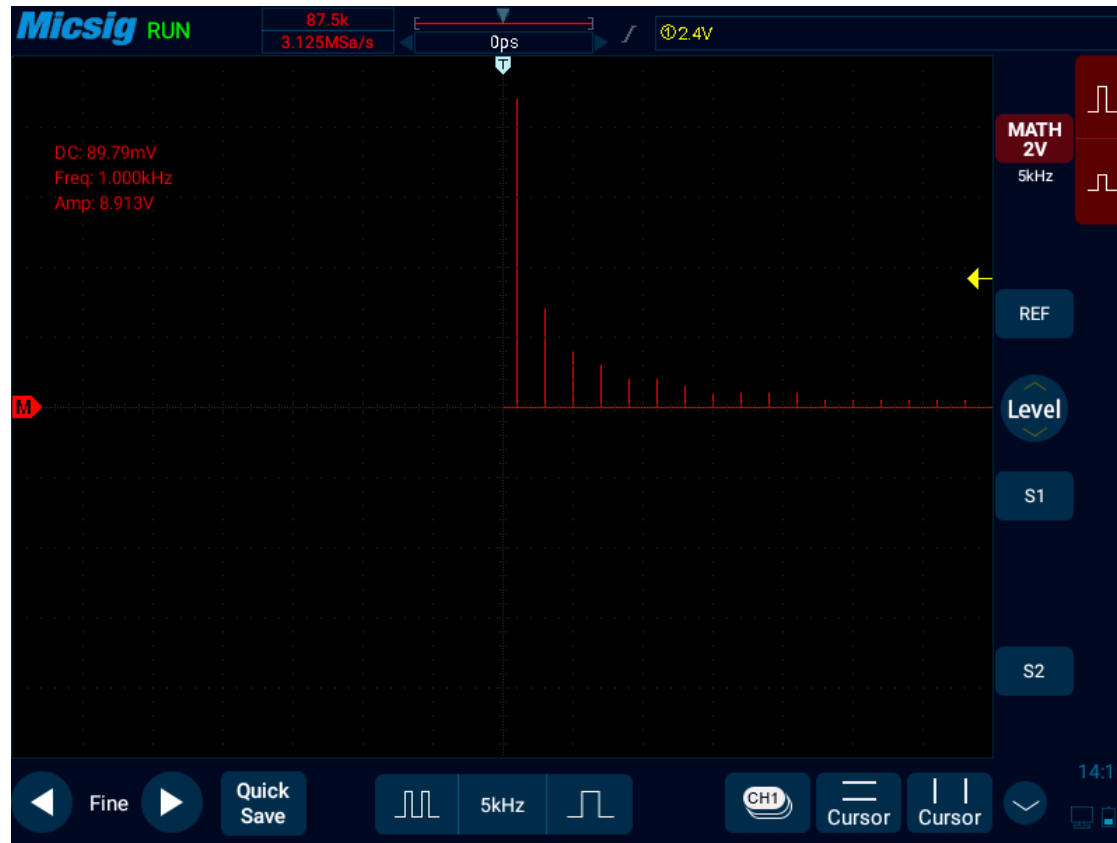 Micsig RUN
87.5k
3.125MSa/s
0ps
①2.4V
T
DC: 89.79mV
Freq: 1.000kHz
Amp: 8.913V
MATH
2V
5kHz
REF
M
Level
S1
S2
14:1
Fine
Quick
Save
5kHz
CH1
Cursor
Cursor